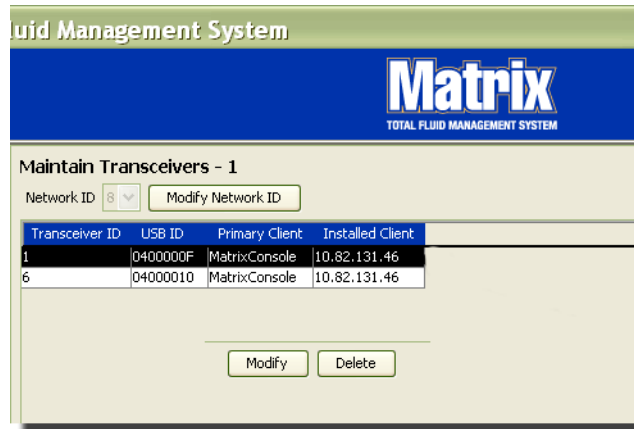 luid Management System
Matrix
TOTAL FLUID MANAGEMENT SYSTEM
Maintain Transceivers - 1
Network ID 8 Modify Network ID
Transceiver ID USB ID Primary Client Installed Client
1 0400000F MatrixConsole 10.82.131.46
6 04000010 MatrixConsole 10.82.131.46
Modify Delete